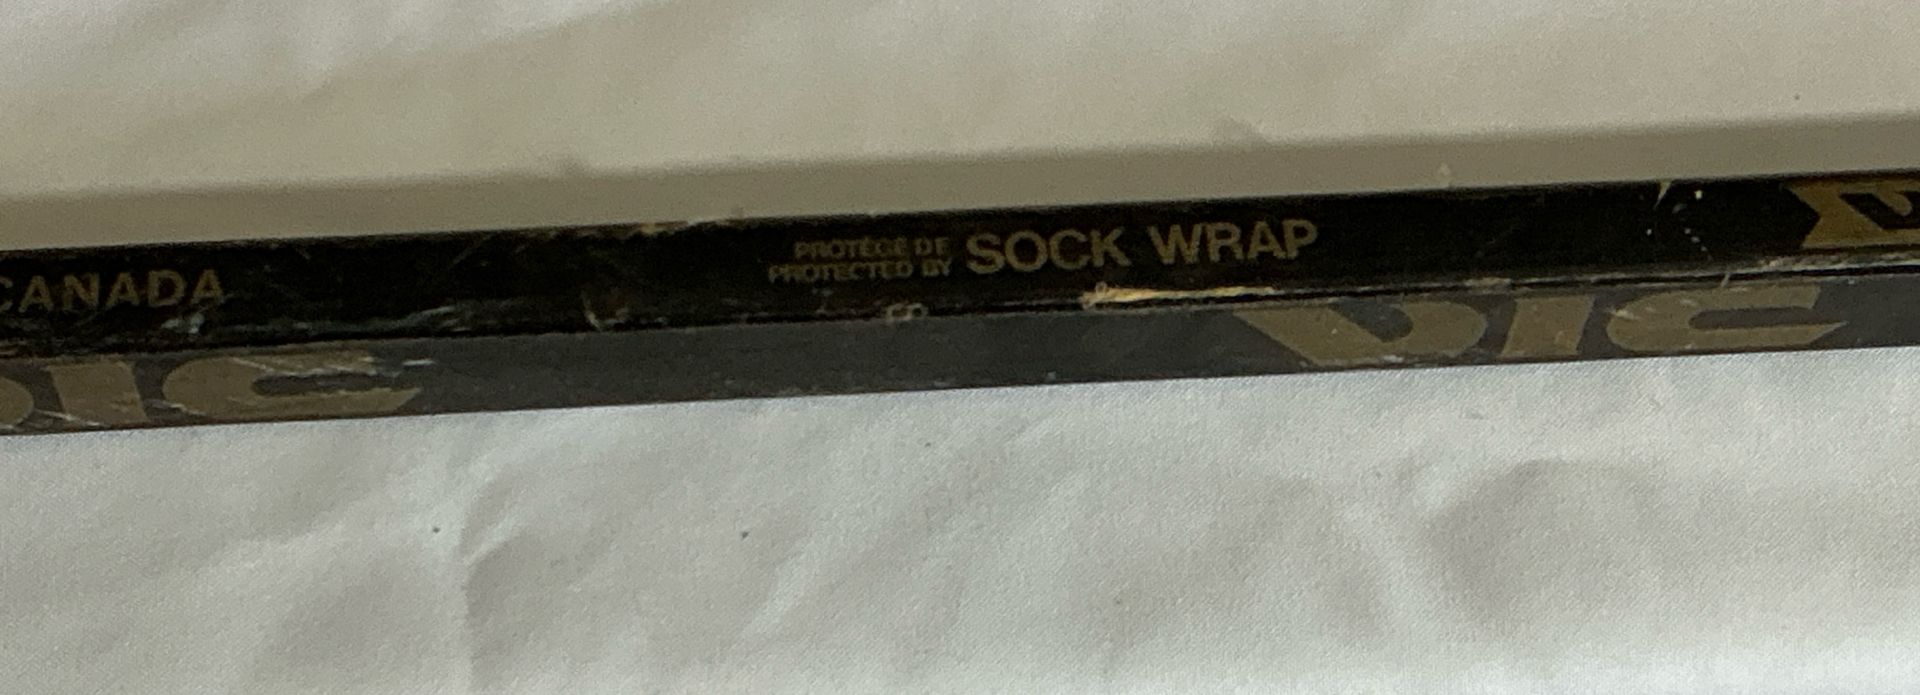 CANADA
PROTÉGÉ DE
PROTECTED BY
SOCK WRAP
VIC
VIC